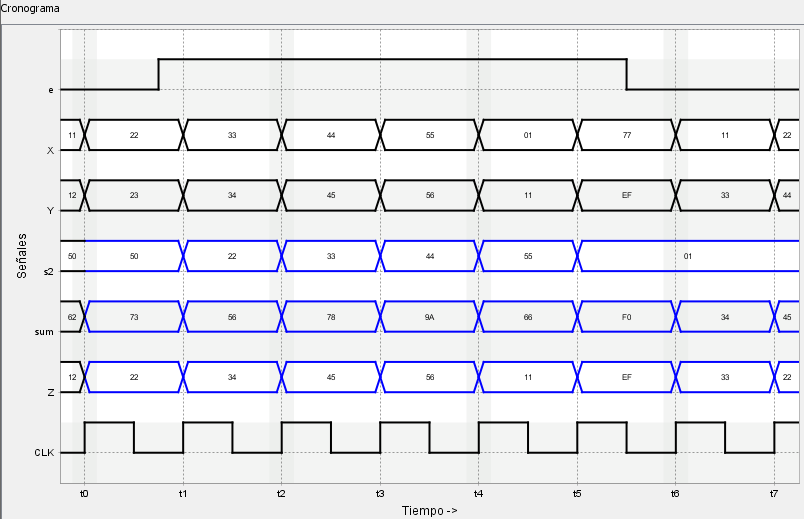 Cronograma
e
11 22 33 44 55 01 77 11 22
X
12 23 34 45 56 11 EF 33 44
Y
Señales
50 50 22 33 44 55 01
s2
62 73 56 78 9A 66 F0 34 45
sum
12 22 34 45 56 11 EF 33 22
Z
CLK
t0 t1 t2 t3 t4 t5 t6 t7
Tiempo ->